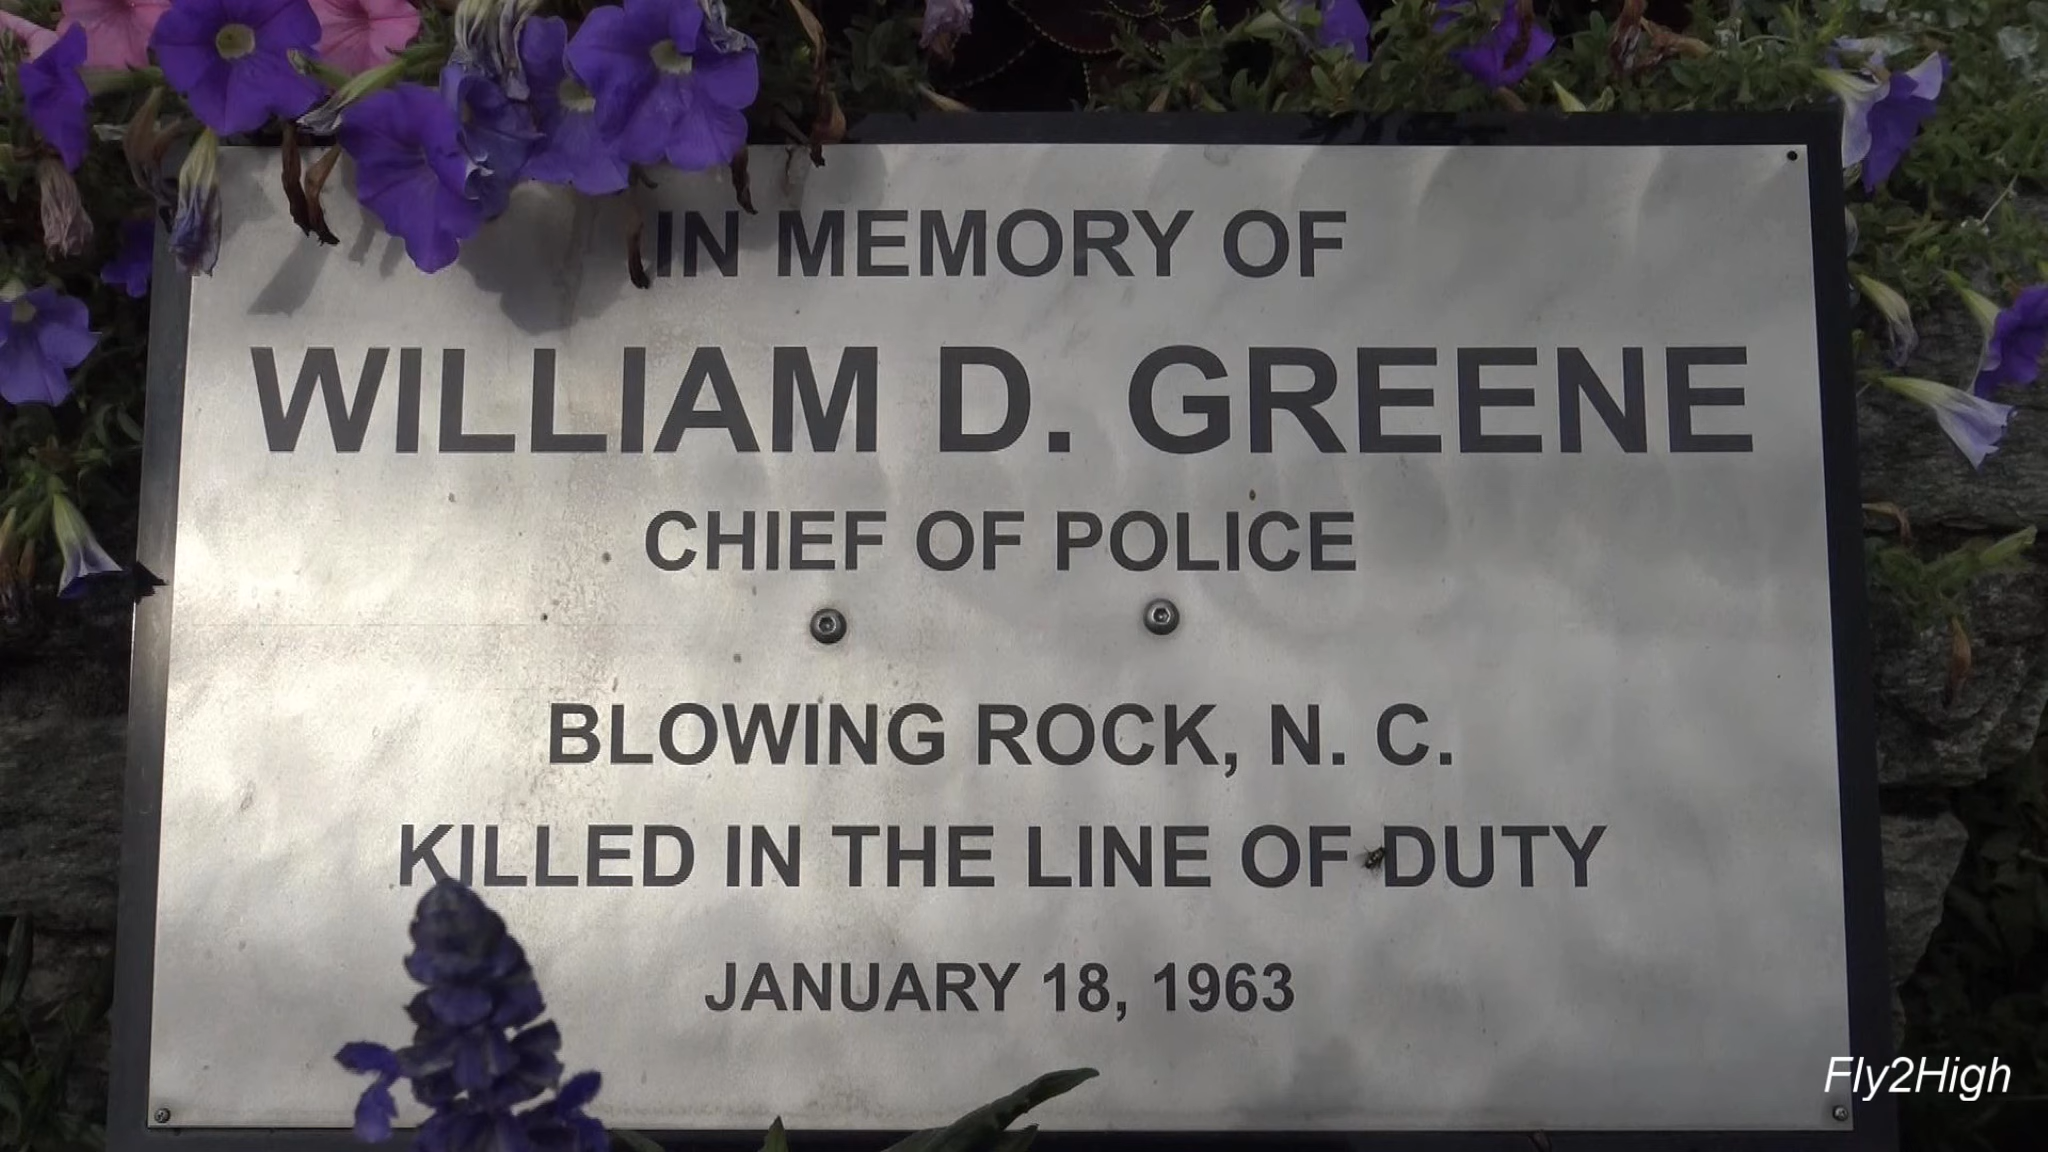 IN MEMORY OF
WILLIAM D. GREENE
CHIEF OF POLICE
BLOWING ROCK, N. C.
KILLED IN THE LINE OF DUTY
JANUARY 18, 1963
Fly2High